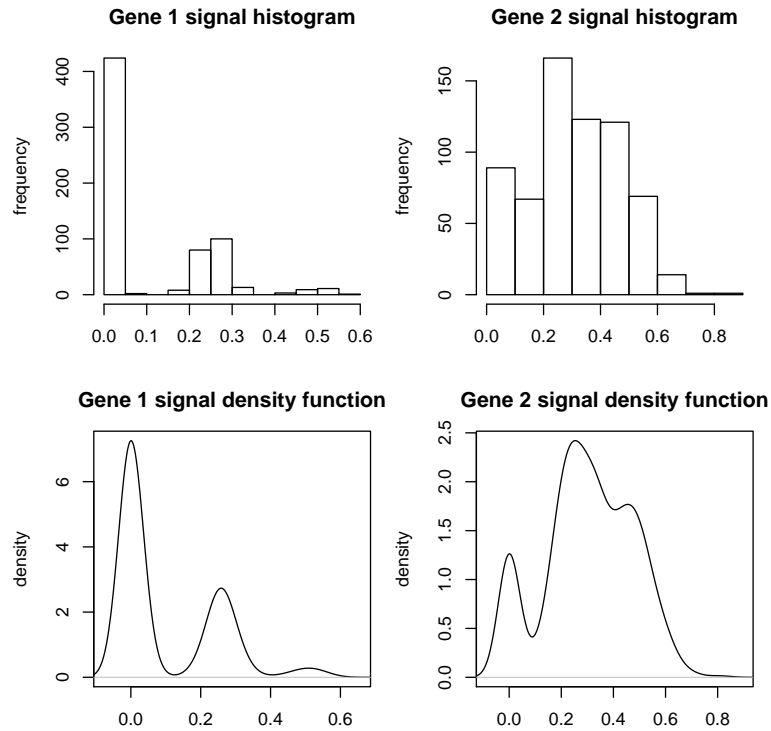 Gene 1 signal histogram
frequency
0 100 200 300 400
0.0 0.1 0.2 0.3 0.4 0.5 0.6
Gene 2 signal histogram
frequency
0 50 100 150
0.0 0.2 0.4 0.6 0.8
Gene 1 signal density function
density
0 2 4 6
0.0 0.2 0.4 0.6
Gene 2 signal density function
density
0.0 0.5 1.0 1.5 2.0 2.5
0.0 0.2 0.4 0.6 0.8